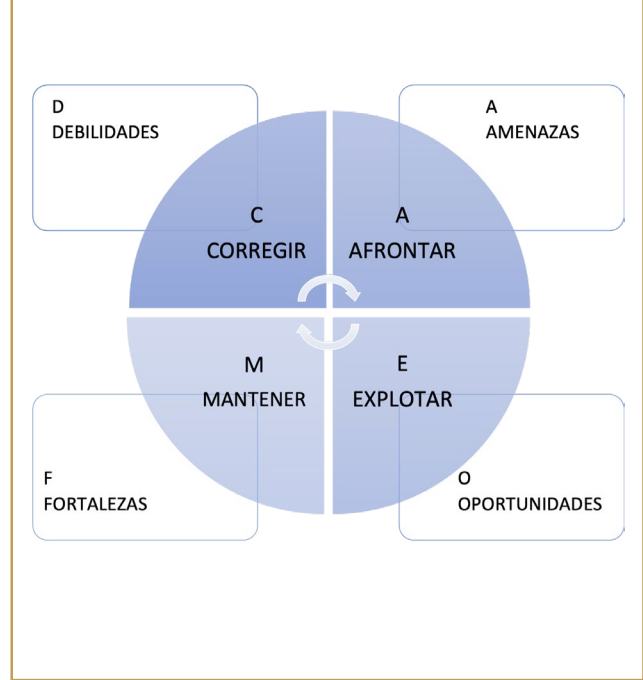 D
DEBILIDADES
A
AMENAZAS
C
CORREGIR
A
AFRONTAR
M
MANTENER
E
EXPLOTAR
F
FORTALEZAS
O
OPORTUNIDADES